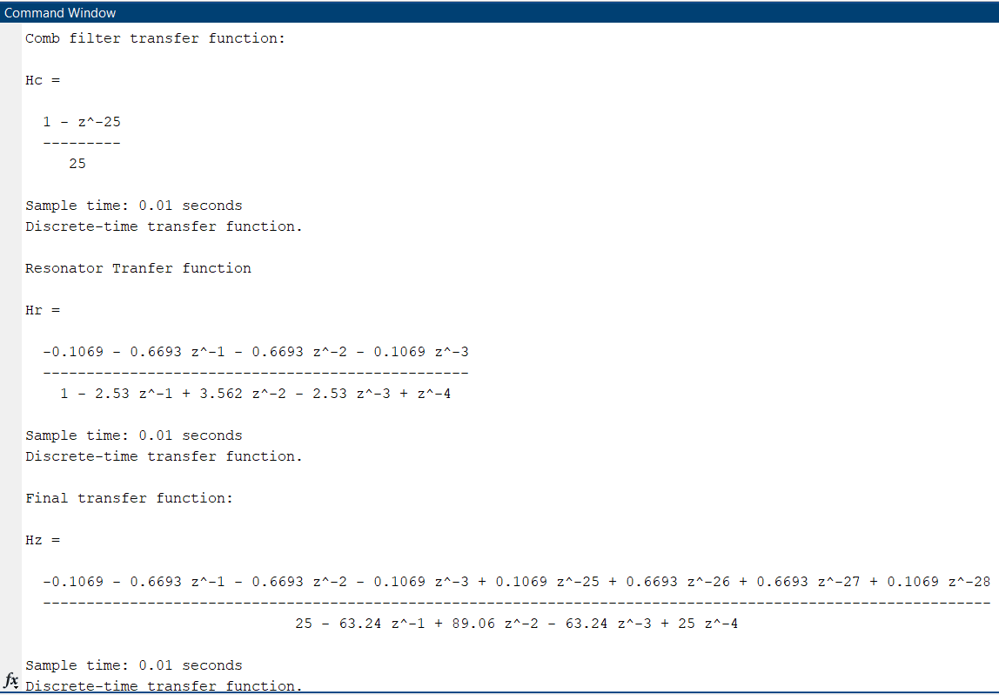 Command Window
Comb filter transfer function:
Hc =
1 - z^-25
---------
25
Sample time: 0.01 seconds
Discrete-time transfer function.
Resonator Tranfer function
Hr =
-0.1069 - 0.6693 z^-1 - 0.6693 z^-2 - 0.1069 z^-3
-------------------------------------------------
1 - 2.53 z^-1 + 3.562 z^-2 - 2.53 z^-3 + z^-4
Sample time: 0.01 seconds
Discrete-time transfer function.
Final transfer function:
Hz =
-0.1069 - 0.6693 z^-1 - 0.6693 z^-2 - 0.1069 z^-3 + 0.1069 z^-25 + 0.6693 z^-26 + 0.6693 z^-27 + 0.1069 z^-28
-------------------------------------------------------------------------------------------------------------
25 - 63.24 z^-1 + 89.06 z^-2 - 63.24 z^-3 + 25 z^-4
Sample time: 0.01 seconds
fx Discrete-time transfer function.